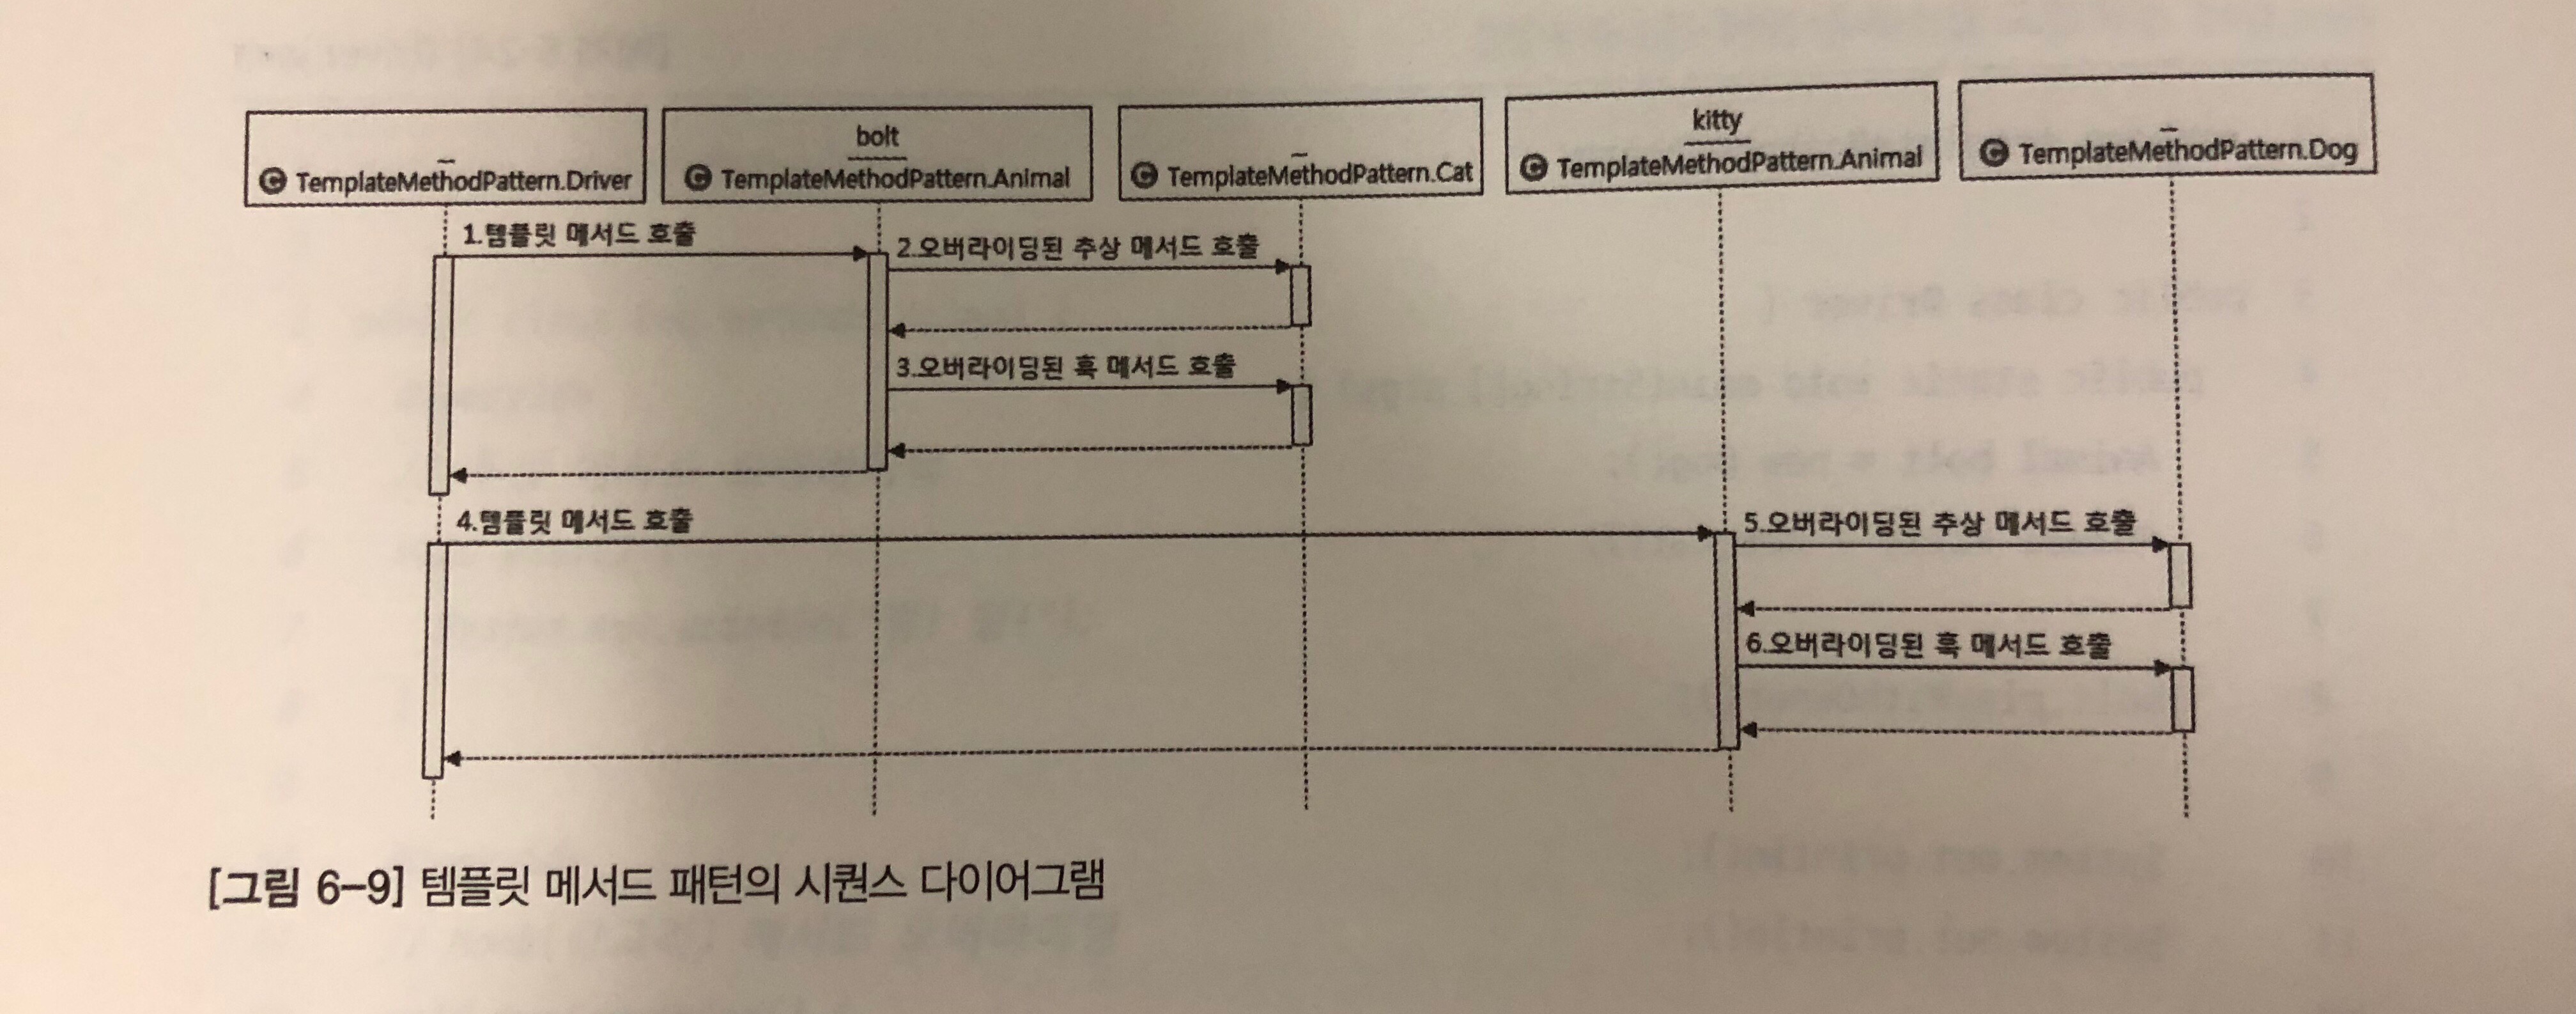 TemplateMethodPattern.Driver
bolt
TemplateMethodPattern.Animal
TemplateMethodPattern.Cat
kitty
TemplateMethodPattern.Animal
TemplateMethodPattern.Dog
1.템플릿 메서드 호출
2.오버라이딩된 추상 메서드 호출
3.오버라이딩된 훅 메서드 호출
4.템플릿 메서드 호출
5.오버라이딩된 추상 메서드 호출
6.오버라이딩된 훅 메서드 호출
[그림 6-9] 템플릿 메서드 패턴의 시퀀스 다이어그램